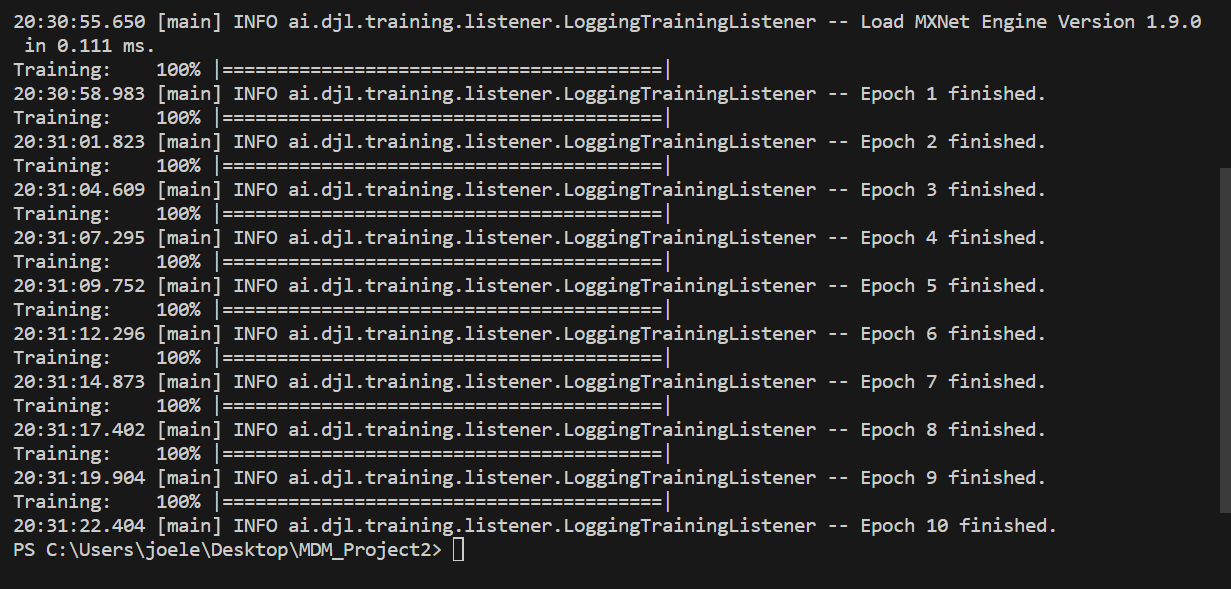 20:30:55.650 [main] INFO ai.djl.training.listener.LoggingTrainingListener -- Load MXNet Engine Version 1.9.0
 in 0.111 ms.
Training:    100% |========================================|
20:30:58.983 [main] INFO ai.djl.training.listener.LoggingTrainingListener -- Epoch 1 finished.
Training:    100% |========================================|
20:31:01.823 [main] INFO ai.djl.training.listener.LoggingTrainingListener -- Epoch 2 finished.
Training:    100% |========================================|
20:31:04.609 [main] INFO ai.djl.training.listener.LoggingTrainingListener -- Epoch 3 finished.
Training:    100% |========================================|
20:31:07.295 [main] INFO ai.djl.training.listener.LoggingTrainingListener -- Epoch 4 finished.
Training:    100% |========================================|
20:31:09.752 [main] INFO ai.djl.training.listener.LoggingTrainingListener -- Epoch 5 finished.
Training:    100% |========================================|
20:31:12.296 [main] INFO ai.djl.training.listener.LoggingTrainingListener -- Epoch 6 finished.
Training:    100% |========================================|
20:31:14.873 [main] INFO ai.djl.training.listener.LoggingTrainingListener -- Epoch 7 finished.
Training:    100% |========================================|
20:31:17.402 [main] INFO ai.djl.training.listener.LoggingTrainingListener -- Epoch 8 finished.
Training:    100% |========================================|
20:31:19.904 [main] INFO ai.djl.training.listener.LoggingTrainingListener -- Epoch 9 finished.
Training:    100% |========================================|
20:31:22.404 [main] INFO ai.djl.training.listener.LoggingTrainingListener -- Epoch 10 finished.
PS C:\Users\joele\Desktop\MDM_Project2>